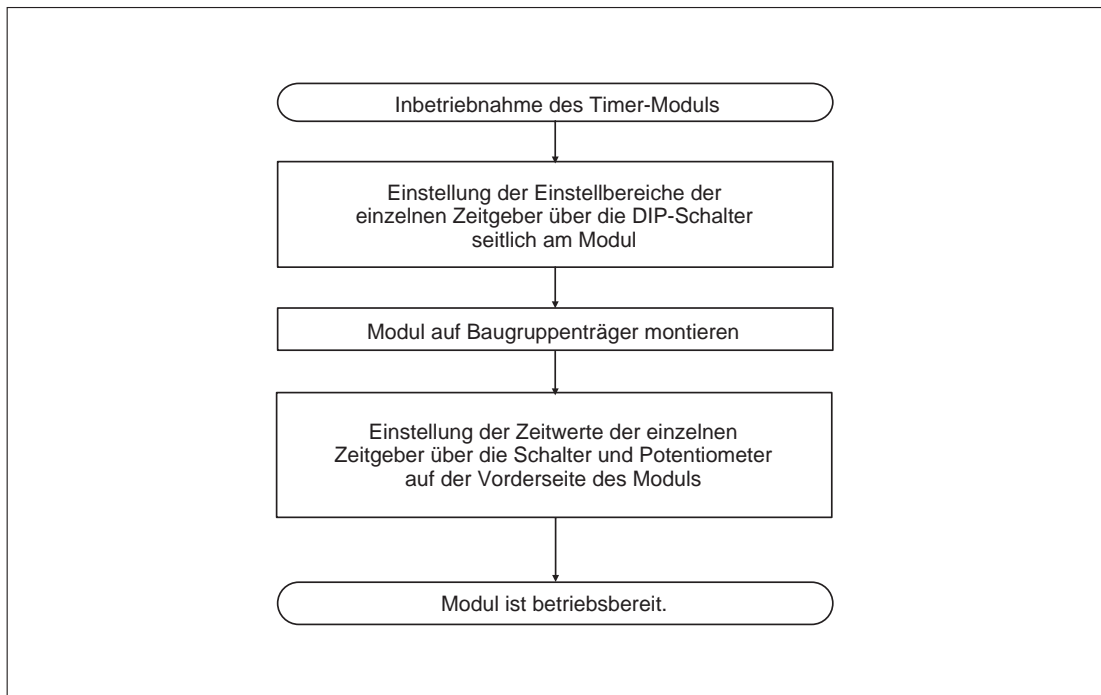 Inbetriebnahme des Timer-Moduls
Einstellung der Einstellbereiche der
einzelnen Zeitgeber über die DIP-Schalter
seitlich am Modul
Modul auf Baugruppenträger montieren
Einstellung der Zeitwerte der einzelnen
Zeitgeber über die Schalter und Potentiometer
auf der Vorderseite des Moduls
Modul ist betriebsbereit.